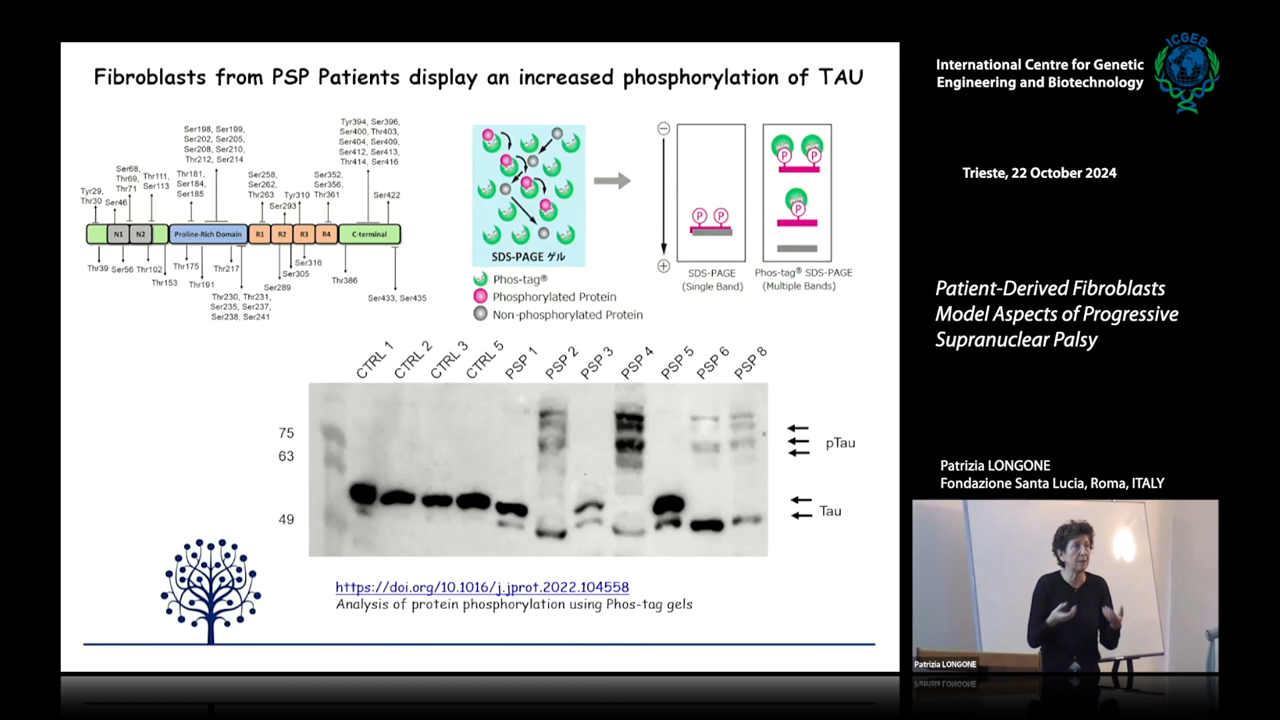 Fibroblasts from PSP Patients display an increased phosphorylation of TAU
Tyr29,
Thr30
Ser46
Ser68,
Thr69,
Thr71
Thr111,
Ser113
Thr181,
Ser184,
Ser185
Ser198, Ser199,
Ser202, Ser205,
Ser208, Ser210,
Thr212, Ser214
Ser258,
Ser262,
Thr263
Ser293
Tyr310
Ser352,
Ser356,
Thr361
Tyr394, Ser396,
Ser400, Thr403,
Ser404, Ser409,
Ser412, Ser413,
Thr414, Ser416
Ser422
N1
N2
Proline-Rich Domain
R1
R2
R3
R4
C-terminal
Thr39
Ser56
Thr102
Thr153
Thr175
Thr191
Thr217
Thr230, Thr231,
Ser235, Ser237,
Ser238, Ser241
Ser289
Ser305
Ser316
Thr386
Ser433, Ser435
SDS-PAGE ゲル
Phos-tag®
Phosphorylated Protein
Non-phosphorylated Protein
−
+
P P
SDS-PAGE
(Single Band)
P P
P
Phos-tag® SDS-PAGE
(Multiple Bands)
CTRL 1
CTRL 2
CTRL 3
CTRL 5
PSP 1
PSP 2
PSP 3
PSP 4
PSP 5
PSP 6
PSP 8
75
63
49
pTau
Tau
https://doi.org/10.1016/j.jprot.2022.104558
Analysis of protein phosphorylation using Phos-tag gels
International Centre for Genetic
Engineering and Biotechnology
ICGEB
Trieste, 22 October 2024
Patient-Derived Fibroblasts
Model Aspects of Progressive
Supranuclear Palsy
Patrizia LONGONE
Fondazione Santa Lucia, Roma, ITALY
Patrizia LONGONE